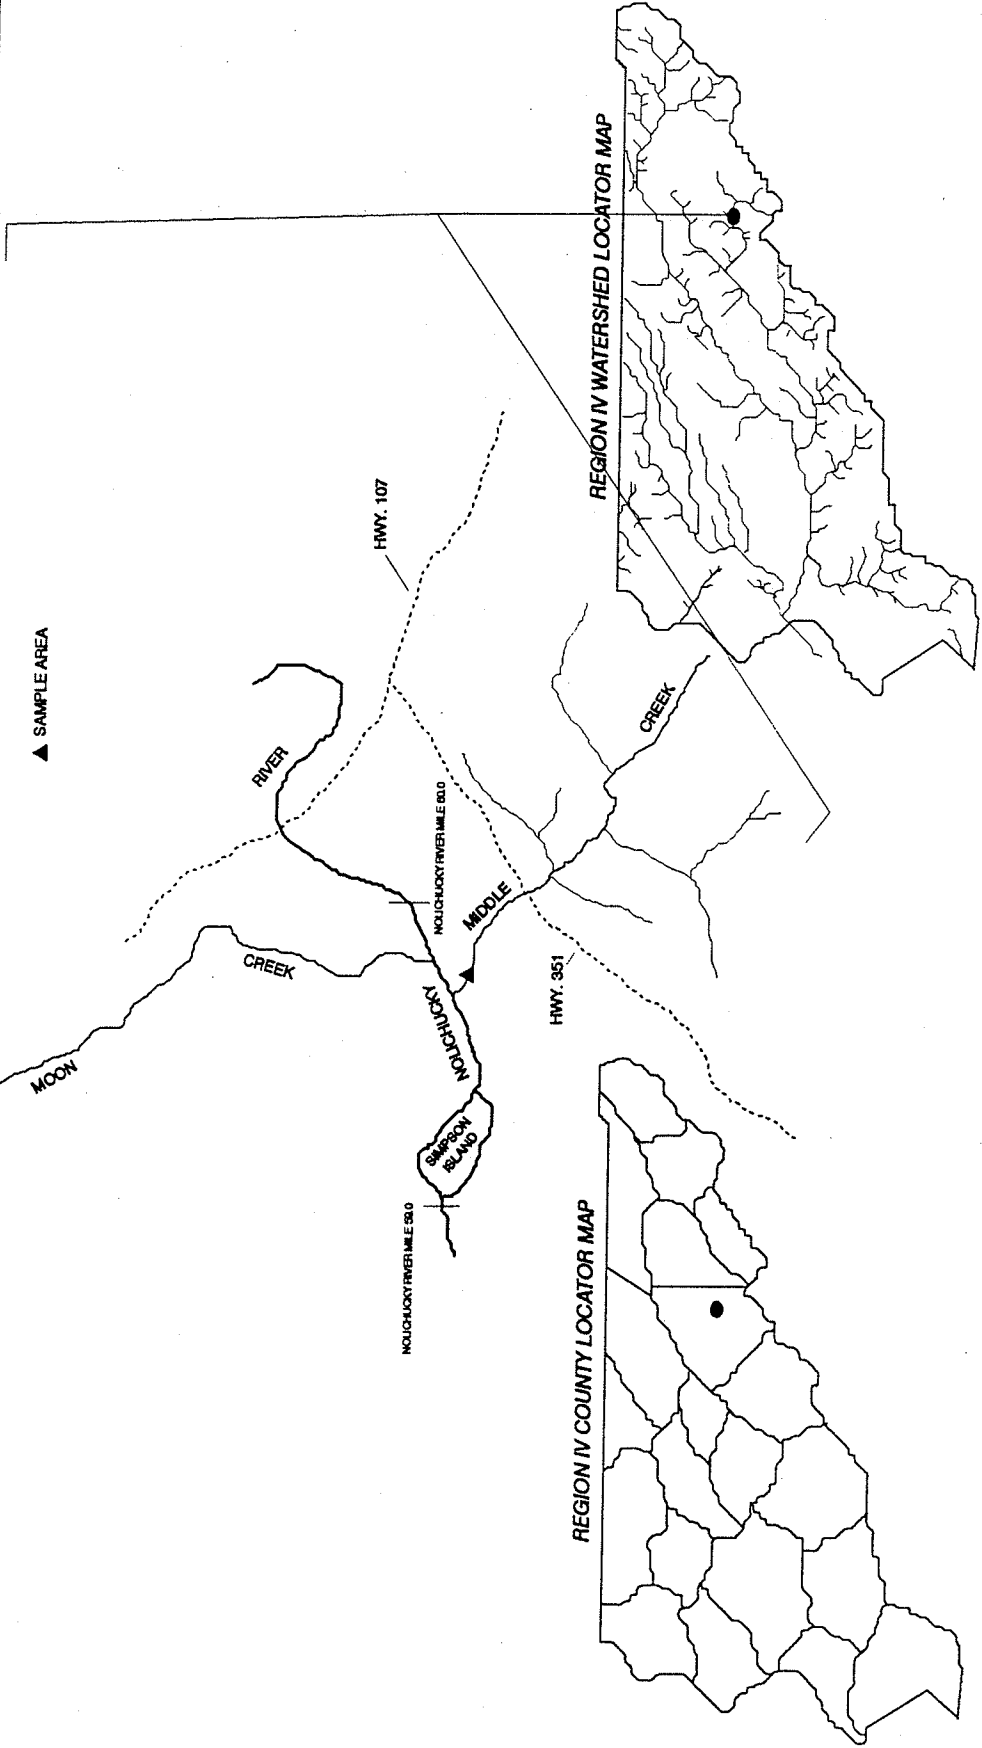 SAMPLE AREA
MOON
CREEK
RIVER
HWY. 107
NOLICHUCKY RIVER MILE 59.0
NOLICHUCKY RIVER MILE 60.0
NOLICHUCKY
SIMPSON
ISLAND
MIDDLE
HWY. 351
CREEK
REGION IV COUNTY LOCATOR MAP
REGION IV WATERSHED LOCATOR MAP